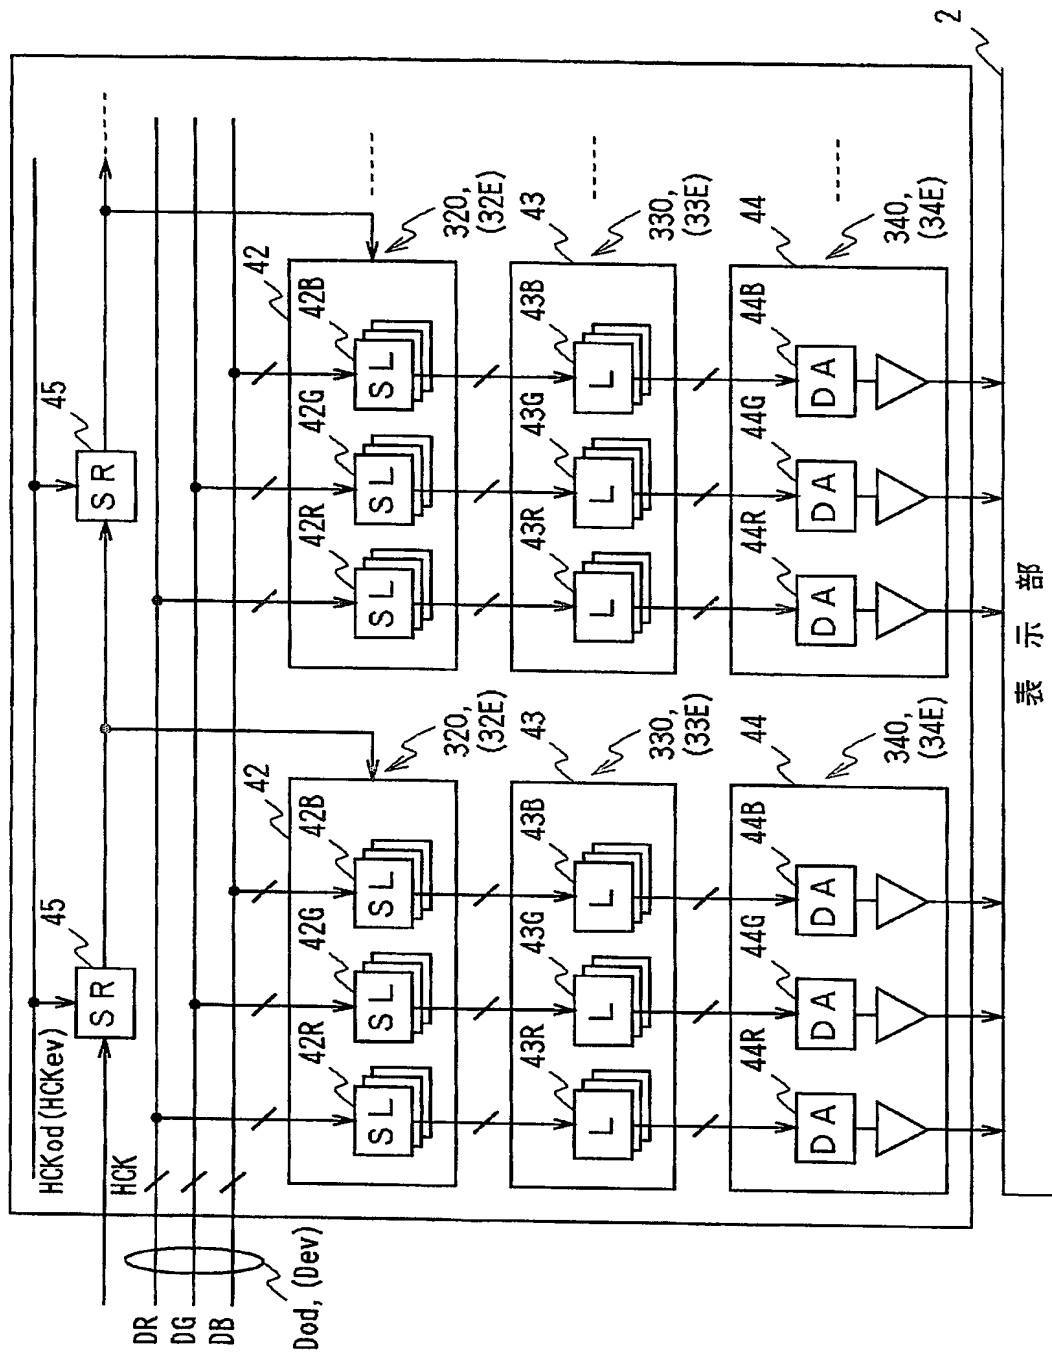 2
HCKod(HCKev)
HCK
DR
DG
DB
Dod, (Dev)
45
SR
45
SR
42
42R
42G
42B
SL
SL
SL
320,
(32E)
42
42R
42G
42B
SL
SL
SL
320,
(32E)
43
43R
43G
43B
L
L
L
330,
(33E)
43
43R
43G
43B
L
L
L
330,
(33E)
44
44R
44G
44B
DA
DA
DA
340,
(34E)
44
44R
44G
44B
DA
DA
DA
340,
(34E)
表示部